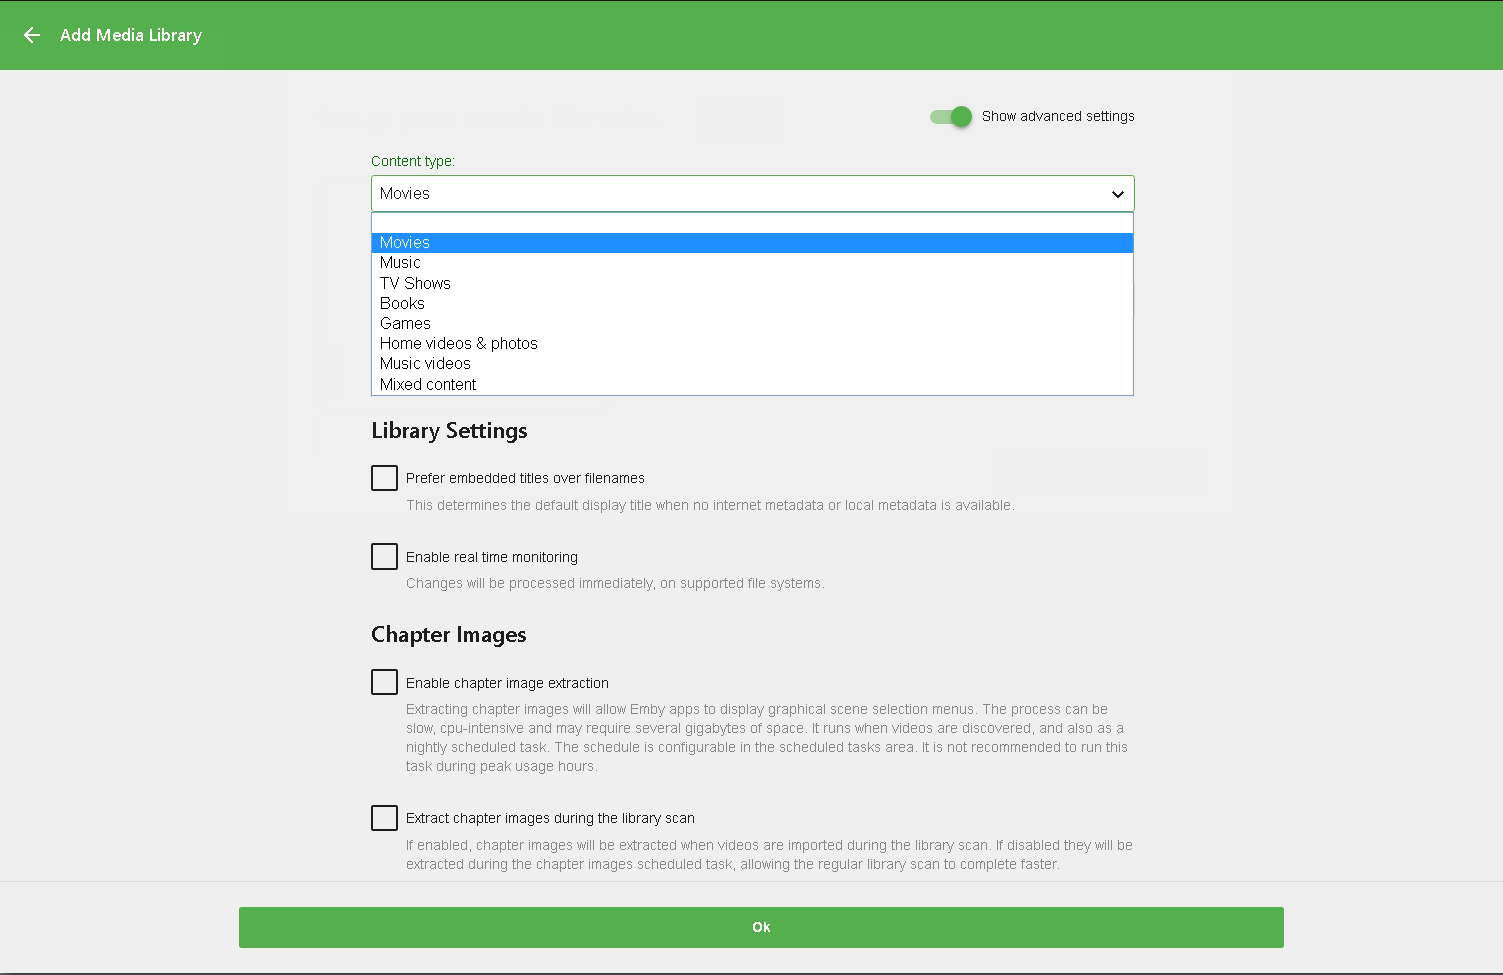 Add Media Library
Show advanced settings
Content type:
Movies
Movies
Music
TV Shows
Books
Games
Home videos & photos
Music videos
Mixed content
Library Settings
Prefer embedded titles over filenames
This determines the default display title when no internet metadata or local metadata is available.
Enable real time monitoring
Changes will be processed immediately, on supported file systems.
Chapter Images
Enable chapter image extraction
Extracting chapter images will allow Emby apps to display graphical scene selection menus. The process can be
slow, cpu-intensive and may require several gigabytes of space. It runs when videos are discovered, and also as a
nightly scheduled task. The schedule is configurable in the scheduled tasks area. It is not recommended to run this
task during peak usage hours.
Extract chapter images during the library scan
If enabled, chapter images will be extracted when videos are imported during the library scan. If disabled they will be
extracted during the chapter images scheduled task, allowing the regular library scan to complete faster.
Ok